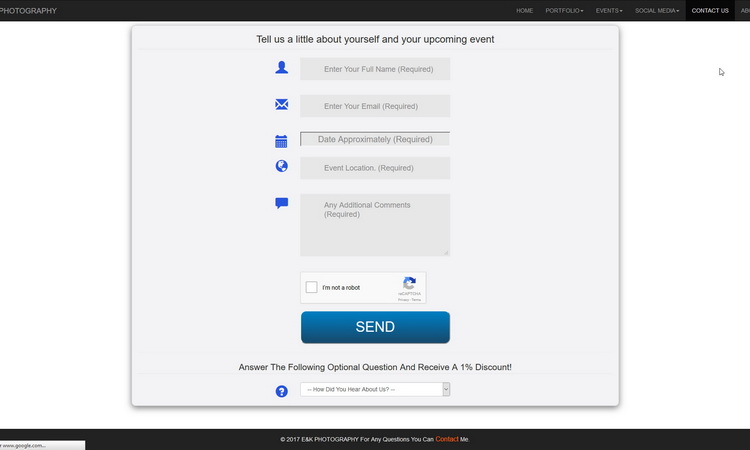 PHOTOGRAPHY
HOME PORTFOLIO EVENTS SOCIAL MEDIA CONTACT US
Tell us a little about yourself and your upcoming event
Enter Your Full Name (Required)
Enter Your Email (Required)
Date Approximately (Required)
Event Location. (Required)
Any Additional Comments
(Required)
I'm not a robot
reCAPTCHA
Privacy - Terms
SEND
Answer The Following Optional Question And Receive A 1% Discount!
-- How Did You Hear About Us? --
© 2017 E&K PHOTOGRAPHY For Any Questions You Can Contact Me.
www.google.com...